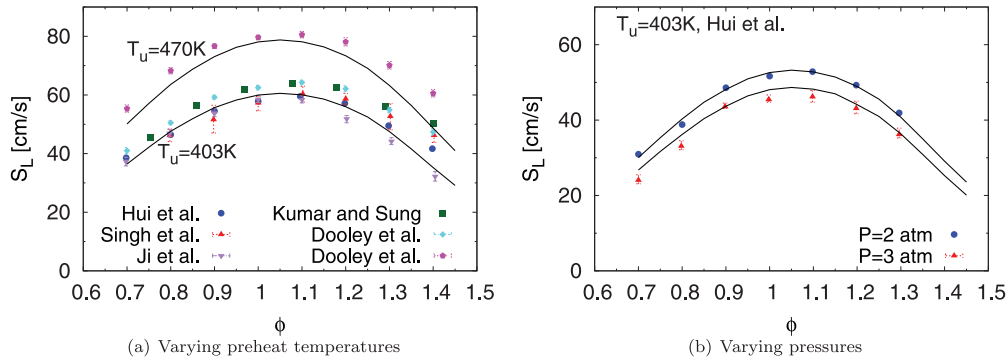 80
60
40
20
0
S_L [cm/s]
T_u=470K
T_u=403K
Hui et al.
Singh et al.
Ji et al.
Kumar and Sung
Dooley et al.
Dooley et al.
0.6 0.7 0.8 0.9 1 1.1 1.2 1.3 1.4 1.5
ϕ
(a) Varying preheat temperatures
60
40
20
0
S_L [cm/s]
T_u=403K, Hui et al.
P=2 atm
P=3 atm
0.6 0.7 0.8 0.9 1 1.1 1.2 1.3 1.4 1.5
ϕ
(b) Varying pressures